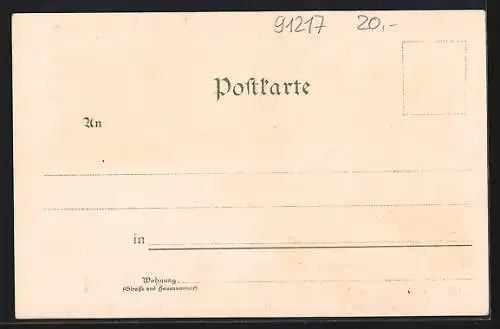 91217 20,-
Postkarte
An
in
Wohnung
(Straße und Hausnummer)